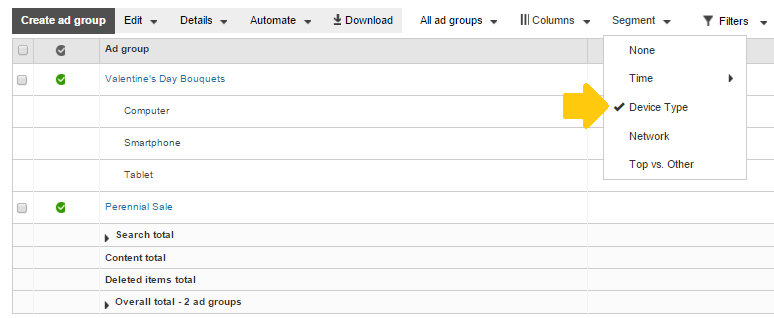 Create ad group Edit Details Automate Download All ad groups Columns Segment Filters
Ad group
None
Valentine's Day Bouquets
Time
Computer
Device Type
Smartphone
Network
Top vs. Other
Tablet
Perennial Sale
Search total
Content total
Deleted items total
Overall total - 2 ad groups